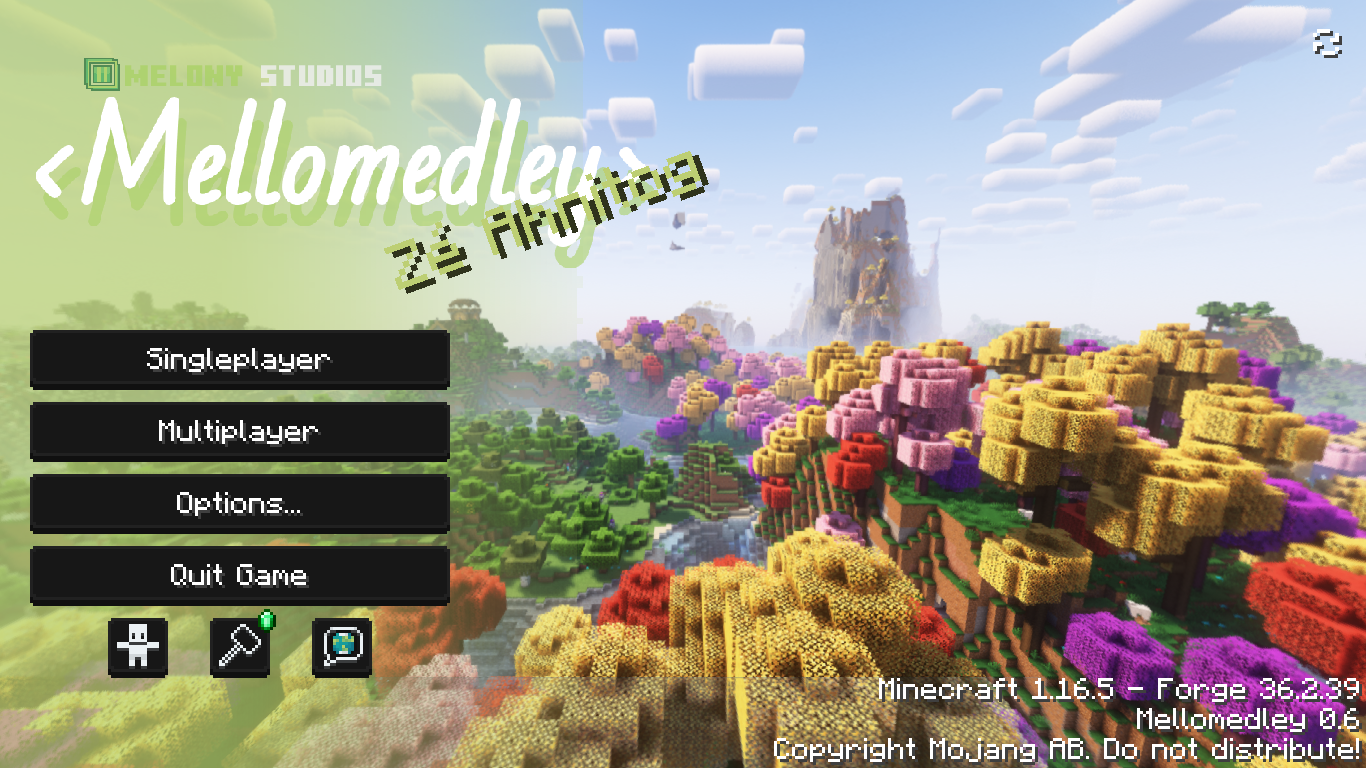 MELONY STUDIOS
<Mellomedley>
Singleplayer
Multiplayer
Options...
Quit Game
Minecraft 1.16.5 - Forge 36.2.39
Mellomedley 0.6
Copyright Mojang AB. Do not distribute!